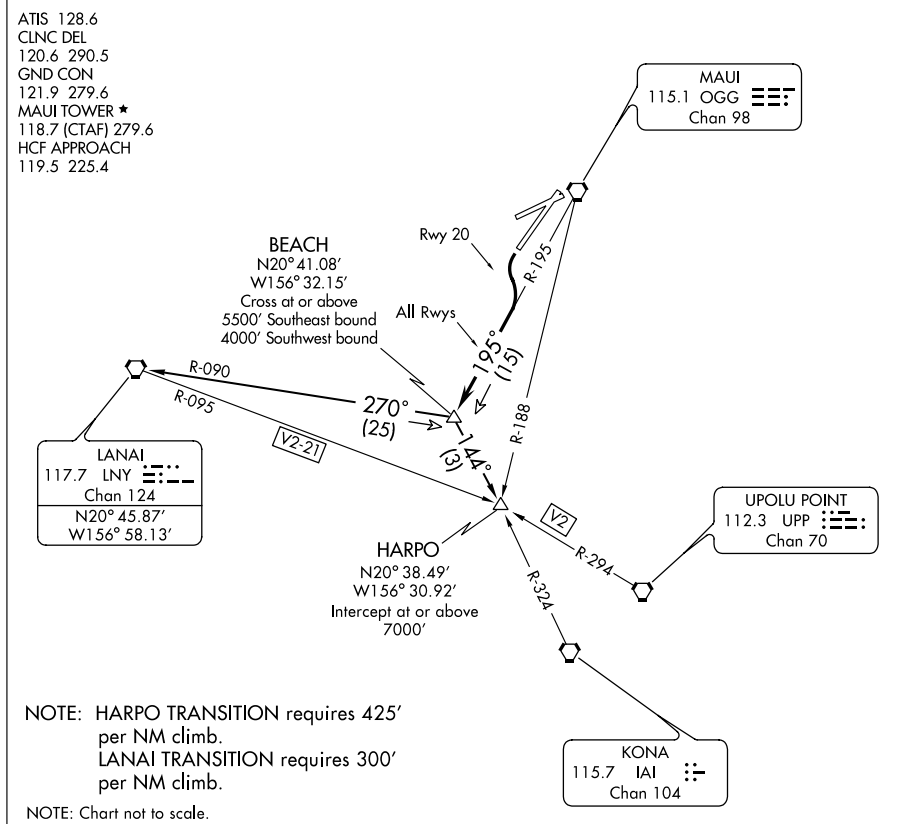 ATIS 128.6
CLNC DEL
120.6 290.5
GND CON
121.9 279.6
MAUI TOWER ★
118.7 (CTAF) 279.6
HCF APPROACH
119.5 225.4
MAUI
115.1 OGG
Chan 98
Rwy 20
R-195
BEACH
N20° 41.08'
W156° 32.15'
Cross at or above
5500' Southeast bound
4000' Southwest bound
All Rwys
195°
(15)
R-188
R-090
R-095
270°
(25)
V2-21
144°
(3)
LANAI
117.7 LNY
Chan 124
N20° 45.87'
W156° 58.13'
HARPO
N20° 38.49'
W156° 30.92'
Intercept at or above
7000'
V2
R-294
R-324
UPOLU POINT
112.3 UPP
Chan 70
KONA
115.7 IAI
Chan 104
NOTE: HARPO TRANSITION requires 425'
per NM climb.
LANAI TRANSITION requires 300'
per NM climb.
NOTE: Chart not to scale.